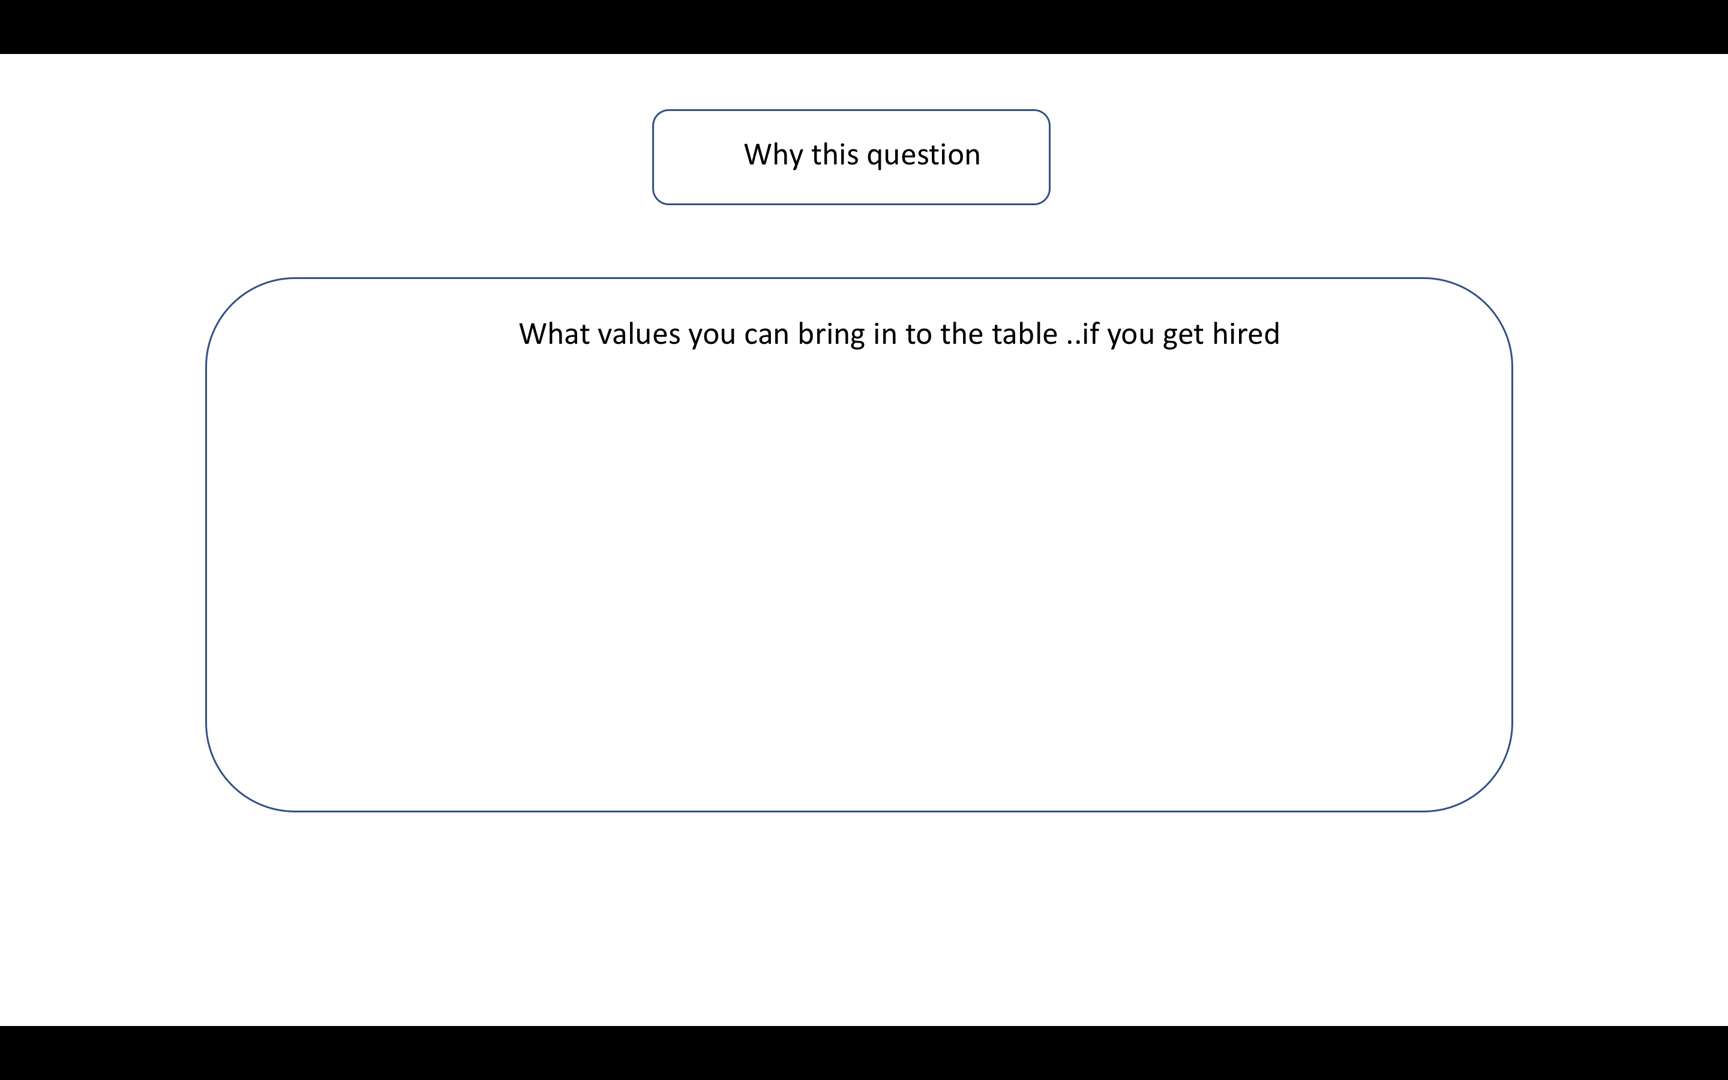 Why this question
What values you can bring in to the table ..if you get hired